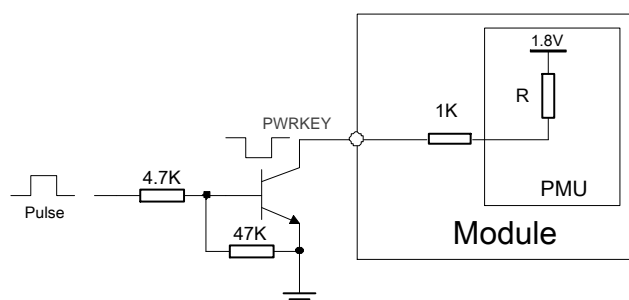 1.8V
R
1K
PWRKEY
PMU
4.7K
Pulse
47K
Module